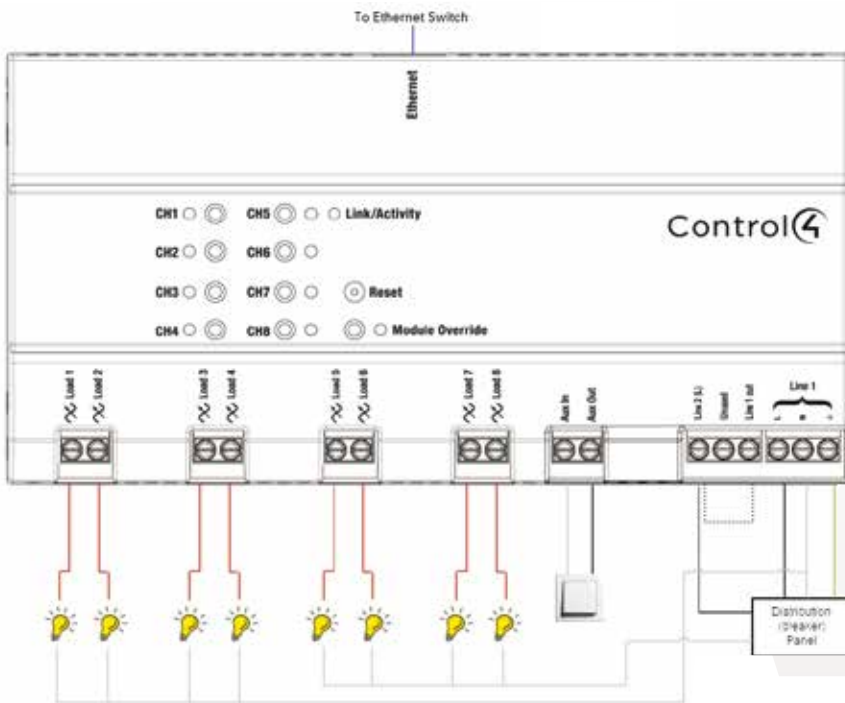 To Ethernet Switch
Ethernet
CH1
CH5
Link/Activity
Control4
CH2
CH6
CH3
CH7
Reset
CH4
CH8
Module Override
Load 1
Load 2
Load 3
Load 4
Load 5
Load 6
Load 7
Load 8
Aux In
Aux Out
Line 2 (L)
Unused
Line 1 out
Line 1
L
N
Distribution
(breaker)
Panel